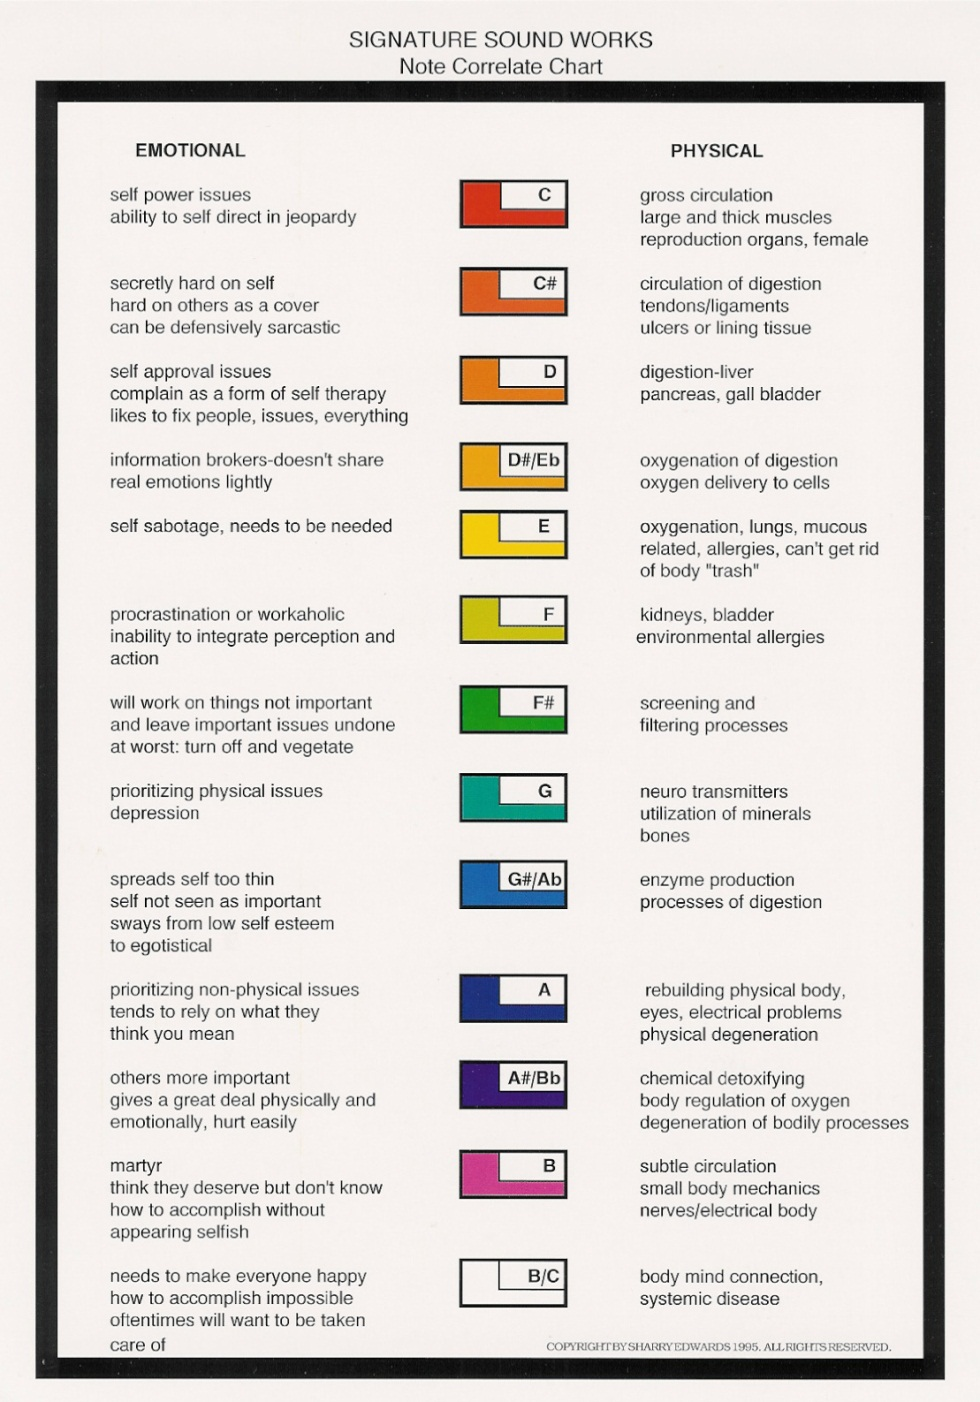 SIGNATURE SOUND WORKS
Note Correlate Chart
EMOTIONAL
PHYSICAL
self power issues
ability to self direct in jeopardy
C
gross circulation
large and thick muscles
reproduction organs, female
secretly hard on self
hard on others as a cover
can be defensively sarcastic
C#
circulation of digestion
tendons/ligaments
ulcers or lining tissue
self approval issues
complain as a form of self therapy
likes to fix people, issues, everything
D
digestion-liver
pancreas, gall bladder
information brokers-doesn't share
real emotions lightly
D#/Eb
oxygenation of digestion
oxygen delivery to cells
self sabotage, needs to be needed
E
oxygenation, lungs, mucous
related, allergies, can't get rid
of body "trash"
procrastination or workaholic
inability to integrate perception and
action
F
kidneys, bladder
environmental allergies
will work on things not important
and leave important issues undone
at worst: turn off and vegetate
F#
screening and
filtering processes
prioritizing physical issues
depression
G
neuro transmitters
utilization of minerals
bones
spreads self too thin
self not seen as important
sways from low self esteem
to egotistical
G#/Ab
enzyme production
processes of digestion
prioritizing non-physical issues
tends to rely on what they
think you mean
A
rebuilding physical body,
eyes, electrical problems
physical degeneration
others more important
gives a great deal physically and
emotionally, hurt easily
A#/Bb
chemical detoxifying
body regulation of oxygen
degeneration of bodily processes
martyr
think they deserve but don't know
how to accomplish without
appearing selfish
B
subtle circulation
small body mechanics
nerves/electrical body
needs to make everyone happy
how to accomplish impossible
oftentimes will want to be taken
care of
B/C
body mind connection,
systemic disease
COPYRIGHT BY SHARRY EDWARDS 1995. ALL RIGHTS RESERVED.